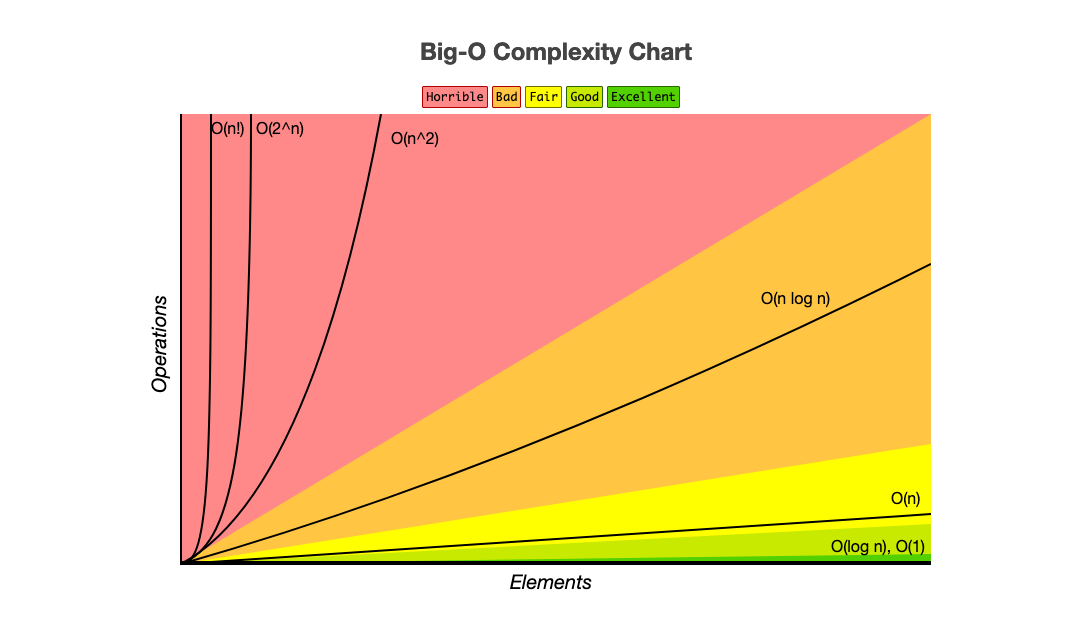 Big-O Complexity Chart
Horrible Bad Fair Good Excellent
O(n!) O(2^n)
O(n^2)
O(n log n)
O(n)
O(log n), O(1)
Operations
Elements